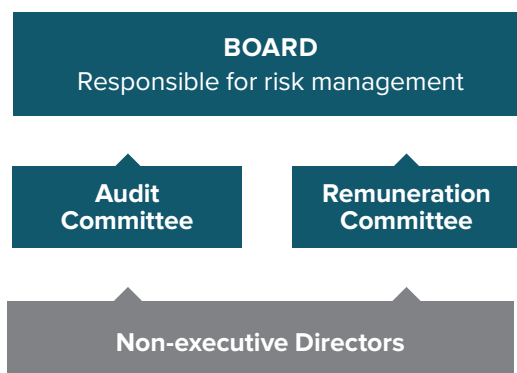 BOARD
Responsible for risk management
Audit
Committee
Remuneration
Committee
Non-executive Directors